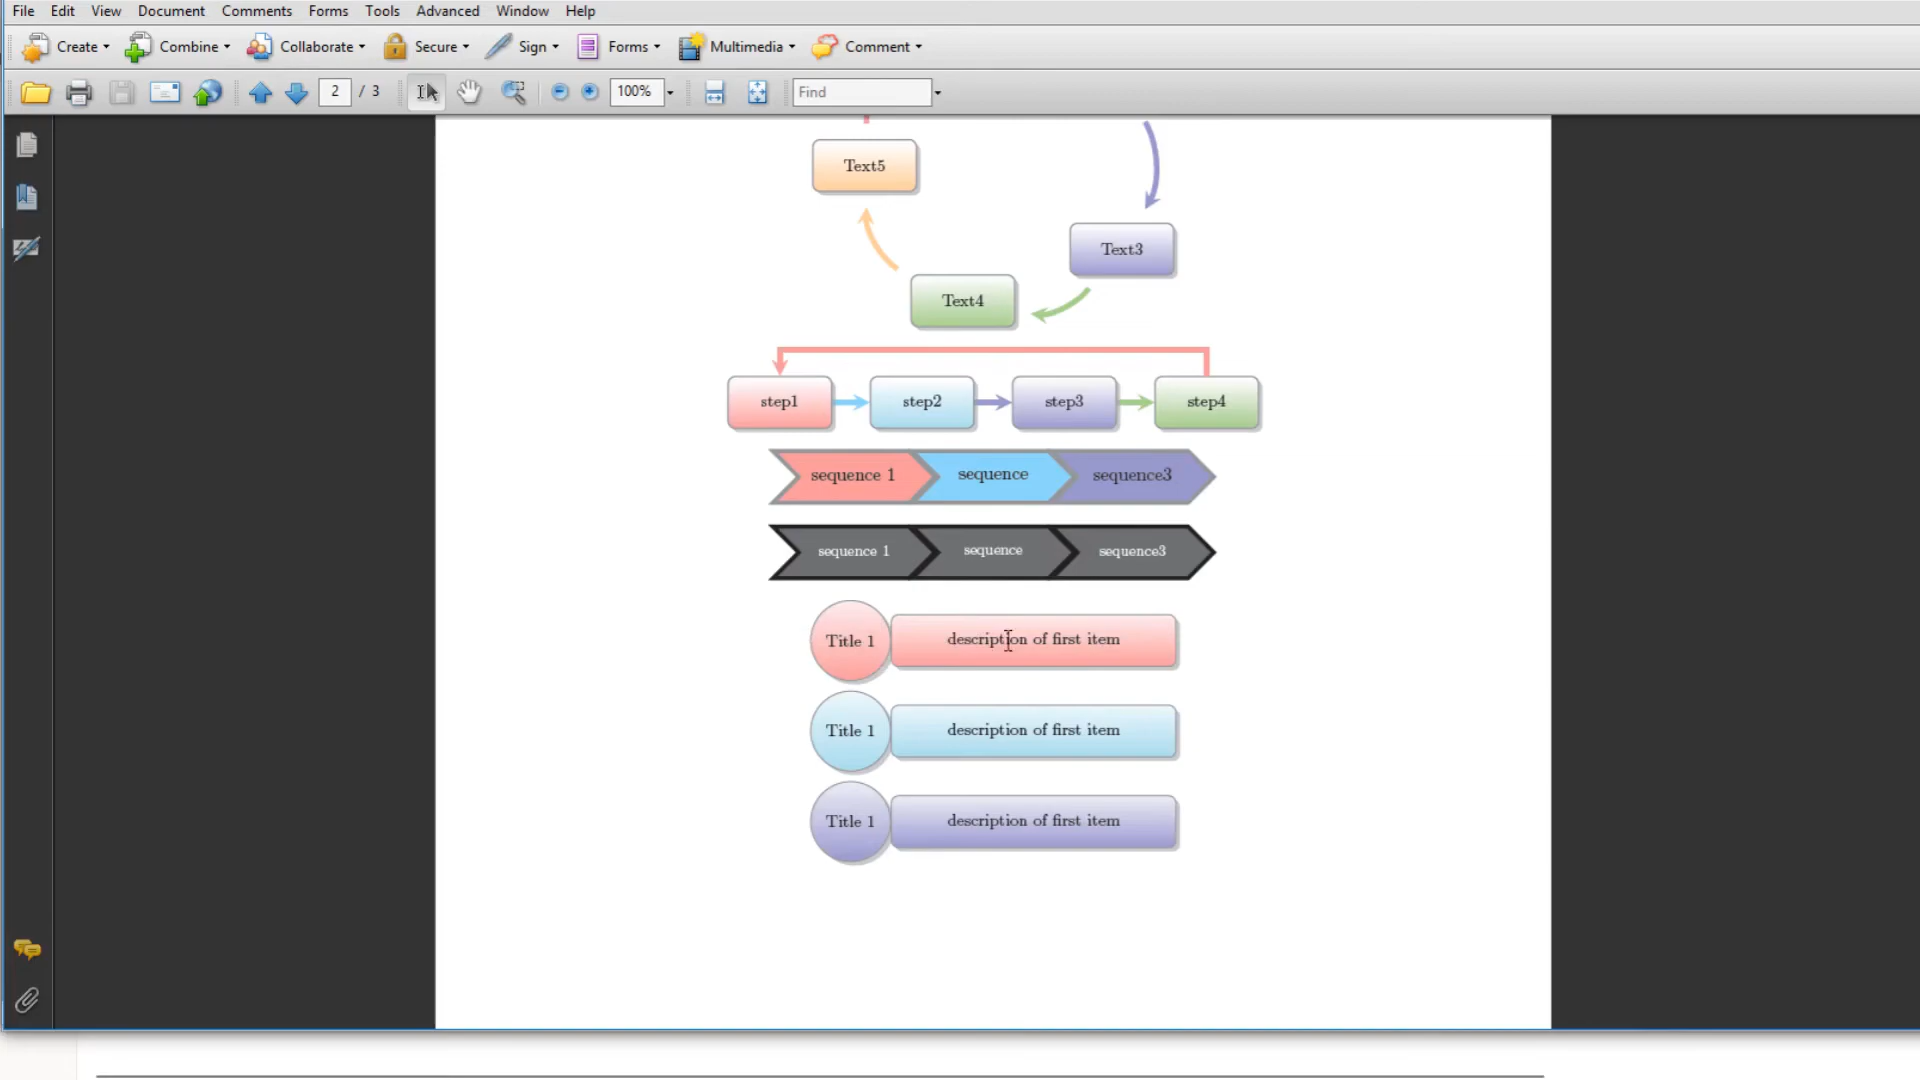 File Edit View Document Comments Forms Tools Advanced Window Help
Create Combine Collaborate Secure Sign Forms Multimedia Comment
2 / 3 100% Find
Text5
Text3
Text4
step1 step2 step3 step4
sequence 1 sequence sequence3
sequence 1 sequence sequence3
Title 1 description of first item
Title 1 description of first item
Title 1 description of first item